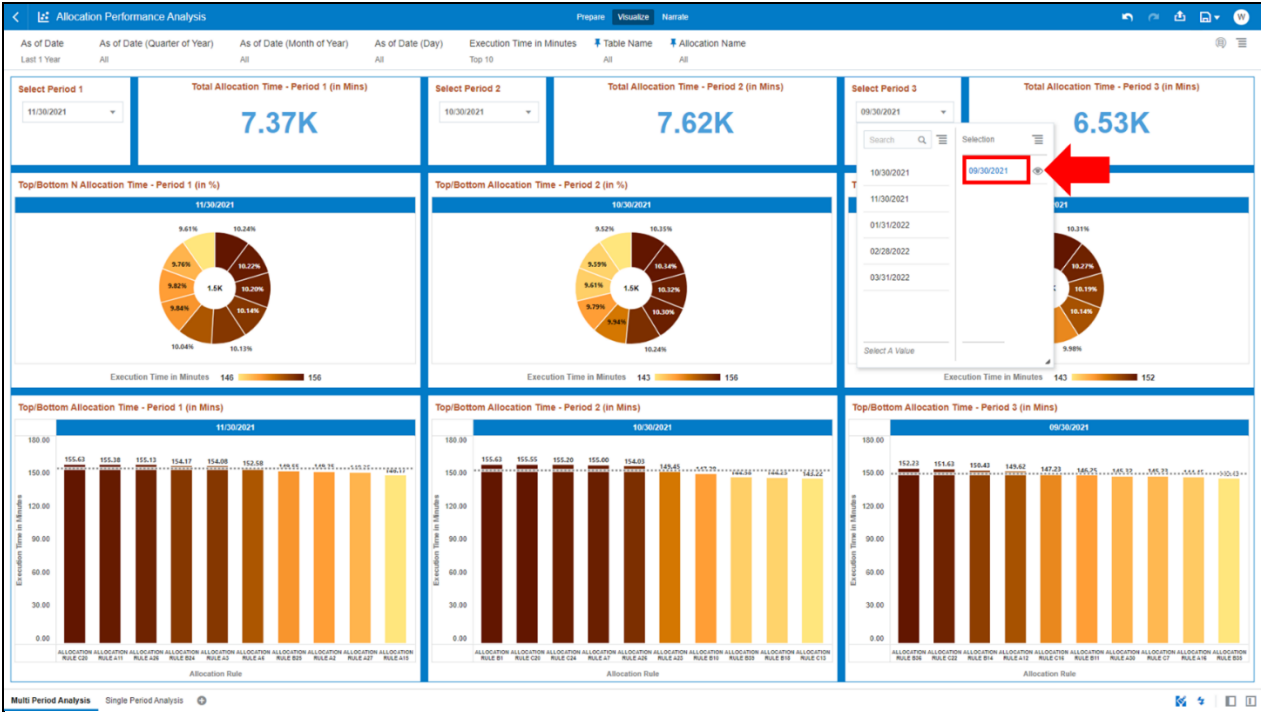 Allocation Performance Analysis
Prepare Visualize Narrate
W
As of Date
Last 1 Year
As of Date (Quarter of Year)
All
As of Date (Month of Year)
All
As of Date (Day)
All
Execution Time in Minutes
Top 10
Table Name
All
Allocation Name
All
Select Period 1
11/30/2021
Total Allocation Time - Period 1 (in Mins)
7.37K
Select Period 2
10/30/2021
Total Allocation Time - Period 2 (in Mins)
7.62K
Select Period 3
09/30/2021
Total Allocation Time - Period 3 (in Mins)
6.53K
Search
10/30/2021
11/30/2021
01/31/2022
02/28/2022
03/31/2022
Select A Value
Selection
09/30/2021
Top/Bottom N Allocation Time - Period 1 (in %)
11/30/2021
9.61% 10.24%
9.76% 10.22%
9.82% 1.5K 10.20%
9.84% 10.14%
10.04% 10.13%
Execution Time in Minutes 146 156
Top/Bottom Allocation Time - Period 2 (in %)
10/30/2021
9.52% 10.35%
9.59% 10.34%
9.61% 1.5K 10.32%
9.79% 10.30%
9.94%
10.24%
Execution Time in Minutes 143 156
T
021
10.31%
10.27%
10.19%
10.14%
9.98%
Execution Time in Minutes 143 152
Top/Bottom Allocation Time - Period 1 (in Mins)
11/30/2021
180.00
150.00
120.00
90.00
60.00
30.00
0.00
Execution Time in Minutes
155.63 155.38 155.13 154.17 154.08 152.58
ALLOCATION RULE C20
ALLOCATION RULE A11
ALLOCATION RULE A26
ALLOCATION RULE B24
ALLOCATION RULE A3
ALLOCATION RULE A6
ALLOCATION RULE B25
ALLOCATION RULE A2
ALLOCATION RULE A27
ALLOCATION RULE A15
Allocation Rule
Top/Bottom Allocation Time - Period 2 (in Mins)
10/30/2021
180.00
150.00
120.00
90.00
60.00
30.00
0.00
Execution Time in Minutes
155.63 155.55 155.20 155.00 154.03 149.45
143.22
ALLOCATION RULE B1
ALLOCATION RULE C25
ALLOCATION RULE C24
ALLOCATION RULE A7
ALLOCATION RULE A26
ALLOCATION RULE A23
ALLOCATION RULE B15
ALLOCATION RULE B18
ALLOCATION RULE C13
Allocation Rule
Top/Bottom Allocation Time - Period 3 (in Mins)
09/30/2021
180.00
150.00
120.00
90.00
60.00
30.00
0.00
Execution Time in Minutes
152.23 151.63 150.43 149.62 147.23 146.25
ALLOCATION RULE B26
ALLOCATION RULE C22
ALLOCATION RULE B14
ALLOCATION RULE A12
ALLOCATION RULE C16
ALLOCATION RULE B11
ALLOCATION RULE A30
ALLOCATION RULE C7
ALLOCATION RULE A16
ALLOCATION RULE B35
Allocation Rule
Multi Period Analysis Single Period Analysis